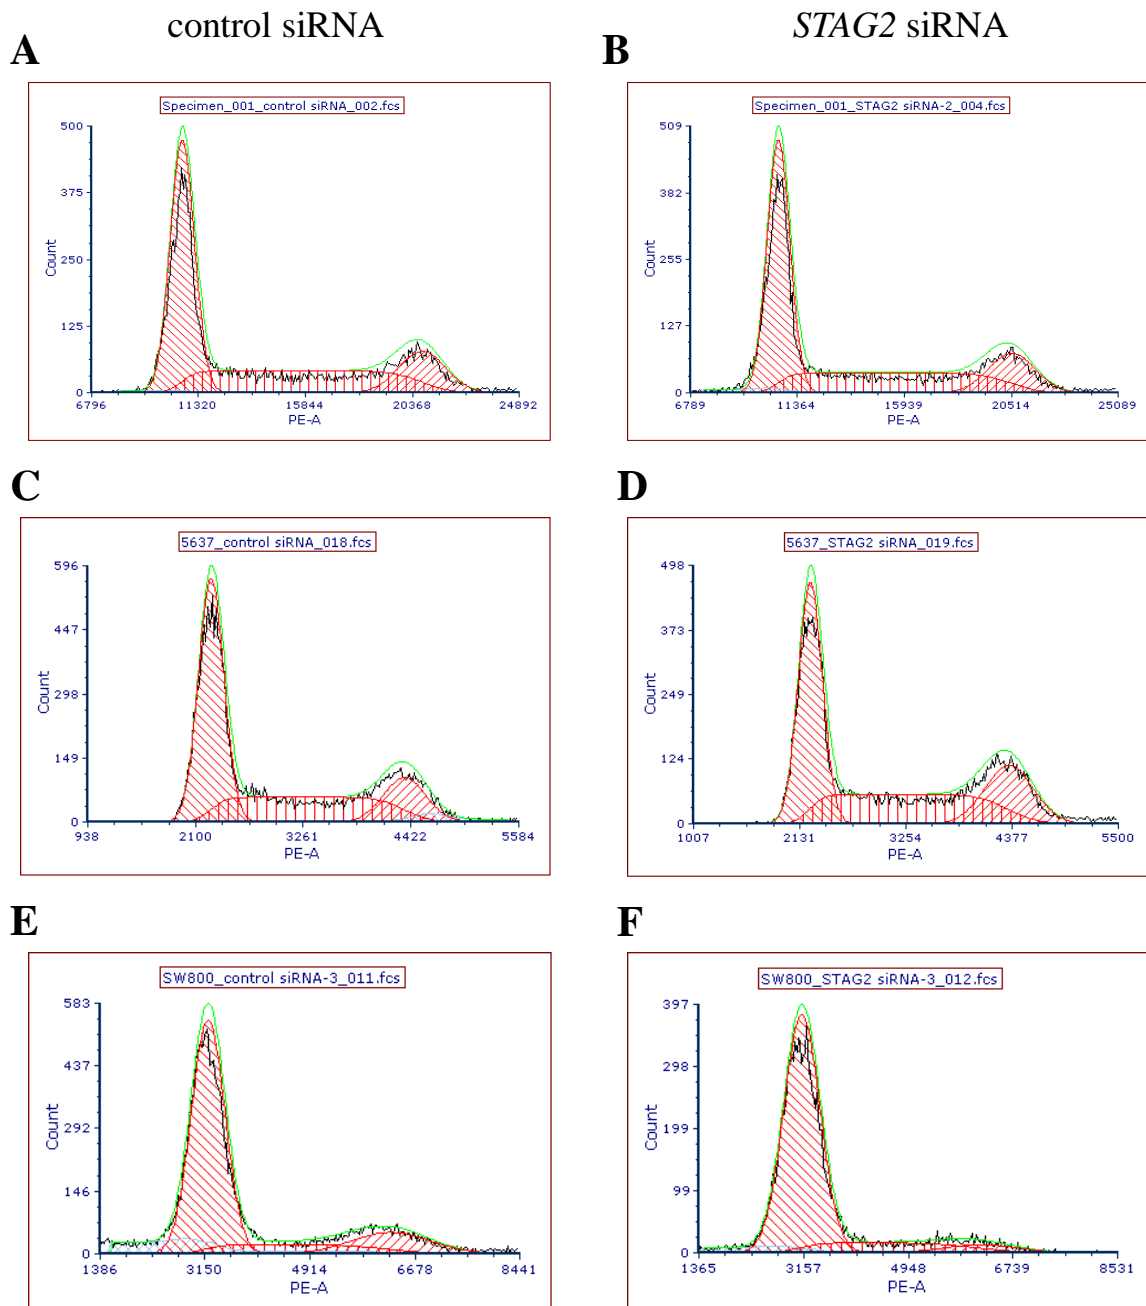 control siRNA
STAG2 siRNA
A
Specimen_001_control siRNA_002.fcs
500
375
250
125
0
Count
6796 11320 15844 20368 24892
PE-A
B
Specimen_001_STAG2 siRNA-2_004.fcs
509
382
255
127
0
Count
6789 11364 15939 20514 25089
PE-A
C
5637_control siRNA_018.fcs
596
447
298
149
0
Count
938 2100 3261 4422 5584
PE-A
D
5637_STAG2 siRNA_019.fcs
498
373
249
124
0
Count
1007 2131 3254 4377 5500
PE-A
E
SW800_control siRNA-3_011.fcs
583
437
292
146
0
Count
1386 3150 4914 6678 8441
PE-A
F
SW800_STAG2 siRNA-3_012.fcs
397
298
199
99
0
Count
1365 3157 4948 6739 8531
PE-A